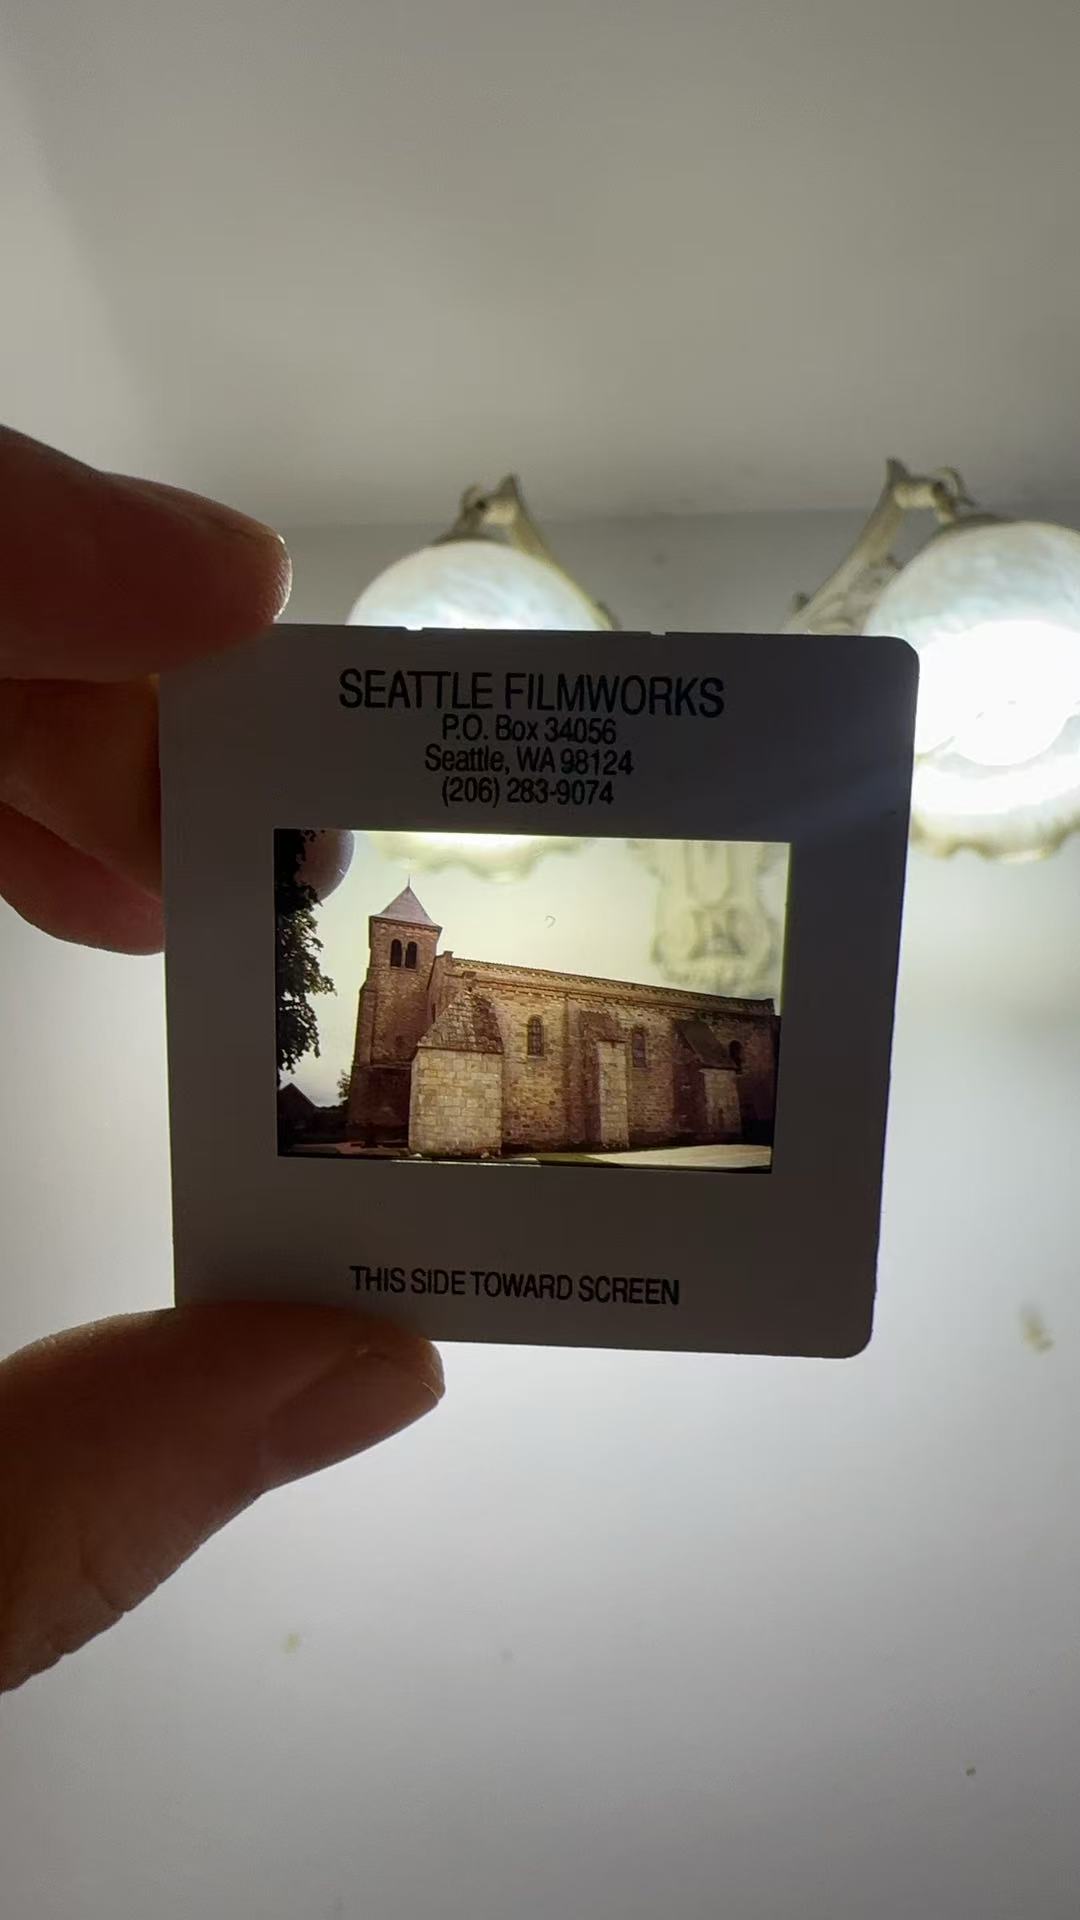 SEATTLE FILMWORKS
P.O. Box 34056
Seattle, WA 98124
(206) 283-9074
THIS SIDE TOWARD SCREEN